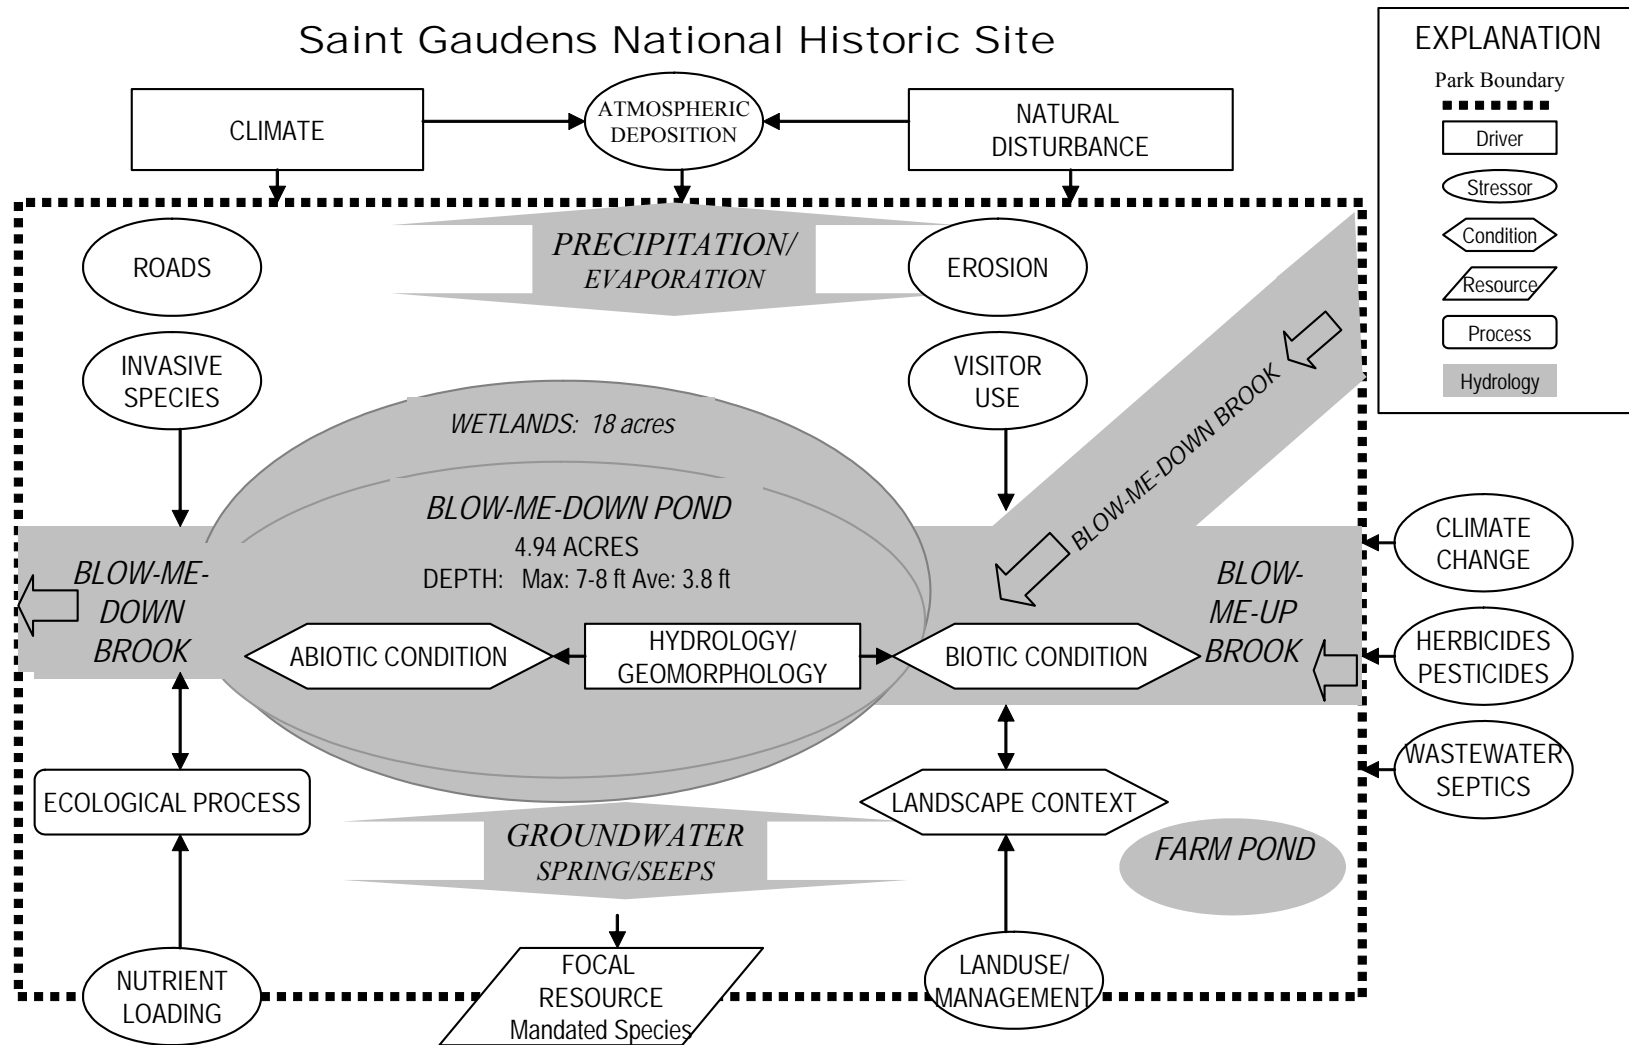 Saint Gaudens National Historic Site
EXPLANATION
Park Boundary
Driver
Stressor
Condition
Resource
Process
Hydrology
CLIMATE
ATMOSPHERIC
DEPOSITION
NATURAL
DISTURBANCE
ROADS
PRECIPITATION/
EVAPORATION
EROSION
INVASIVE
SPECIES
VISITOR
USE
WETLANDS: 18 acres
BLOW-ME-DOWN BROOK
BLOW-ME-DOWN POND
4.94 ACRES
DEPTH: Max: 7-8 ft Ave: 3.8 ft
BLOW-ME-
DOWN
BROOK
BLOW-
ME-UP
BROOK
CLIMATE
CHANGE
ABIOTIC CONDITION
HYDROLOGY/
GEOMORPHOLOGY
BIOTIC CONDITION
HERBICIDES
PESTICIDES
WASTEWATER
SEPTICS
ECOLOGICAL PROCESS
LANDSCAPE CONTEXT
GROUNDWATER
SPRING/SEEPS
FARM POND
NUTRIENT
LOADING
FOCAL
RESOURCE
Mandated Species
LANDUSE/
MANAGEMENT